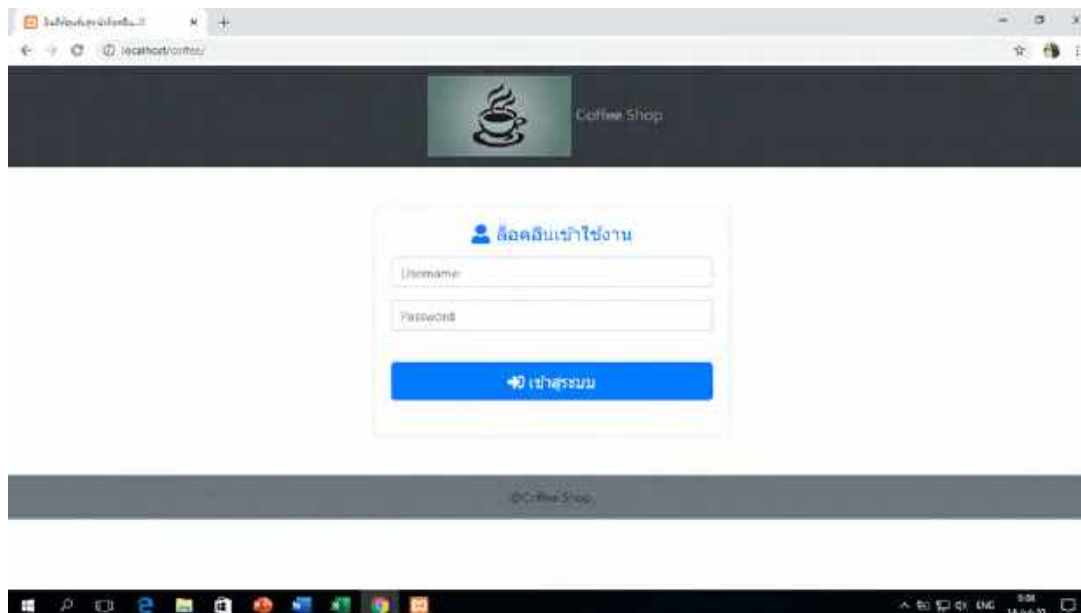 localhost/coffee/
Coffee Shop
ล็อคอินเข้าใช้งาน
Username
Password
เข้าสู่ระบบ
©Coffee Shop
ENG